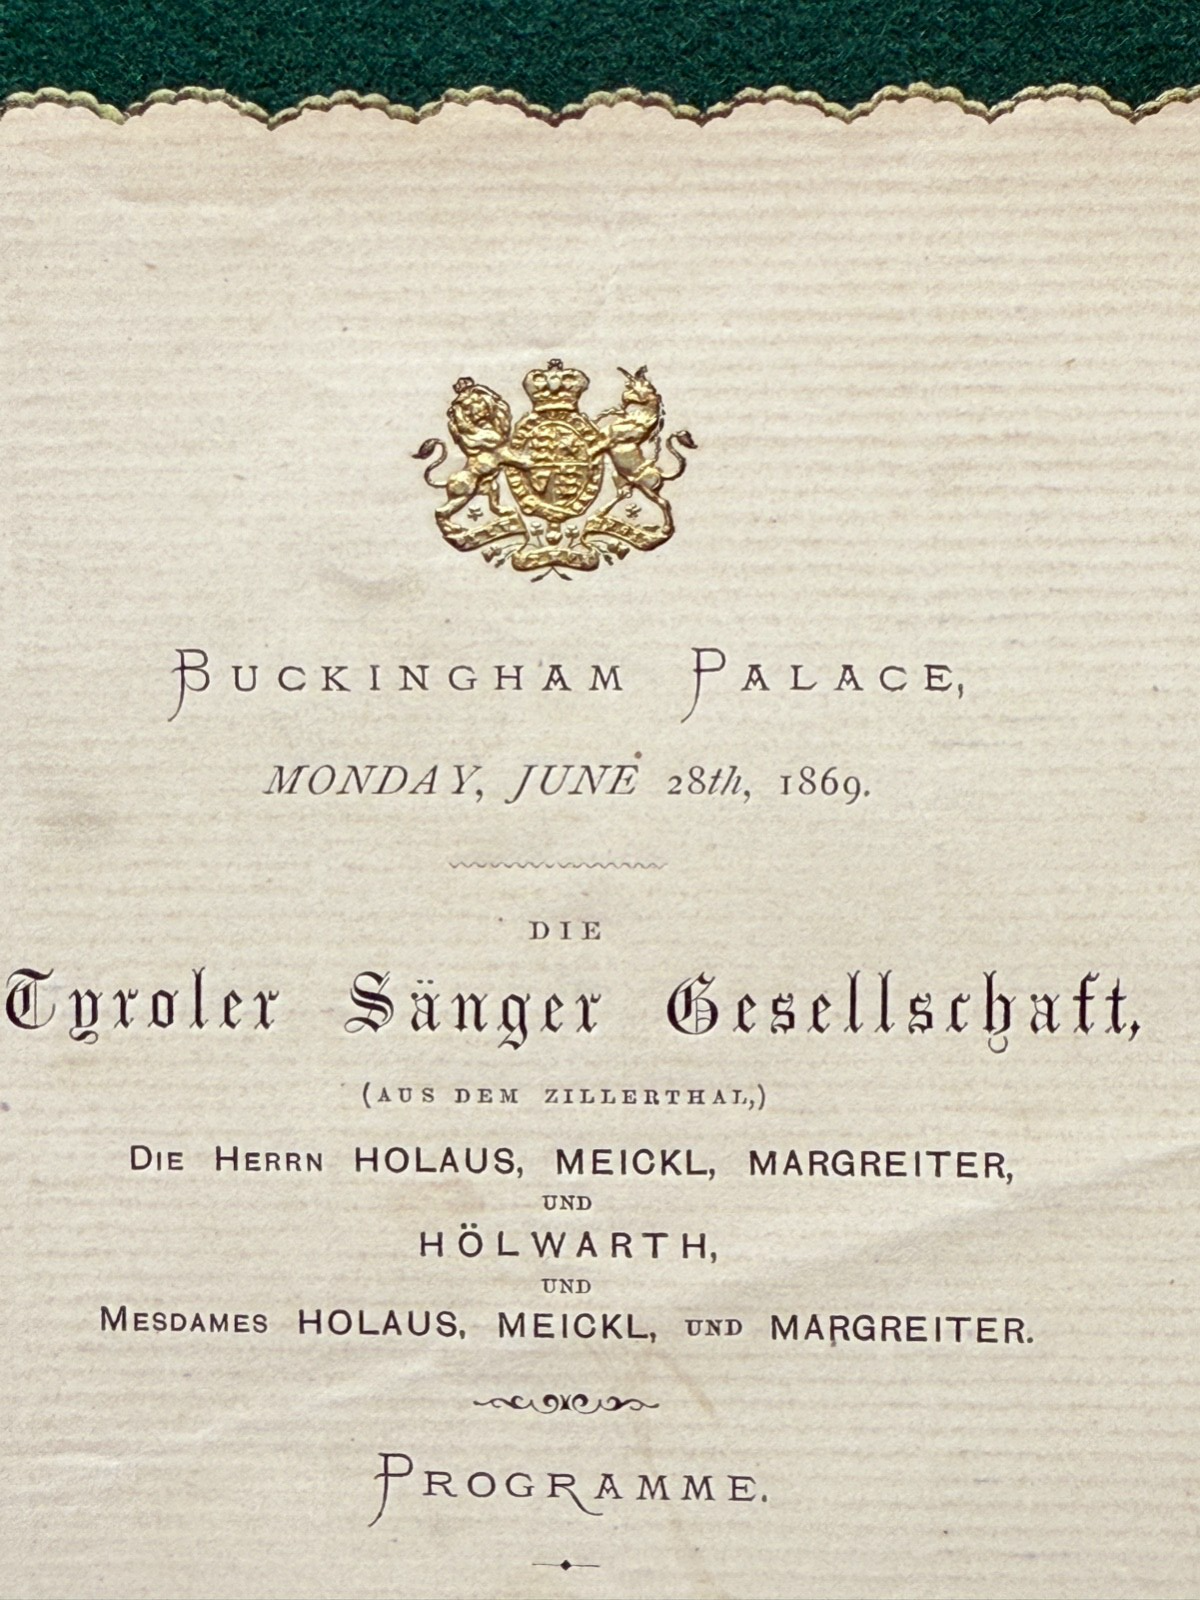 BUCKINGHAM PALACE,
MONDAY, JUNE 28th, 1869.
DIE
Tyroler Sänger Gesellschaft,
(AUS DEM ZILLERTHAL,)
DIE HERRN HOLAUS, MEICKL, MARGREITER,
UND
HÖLWARTH,
UND
MESDAMES HOLAUS, MEICKL, UND MARGREITER.
PROGRAMME.